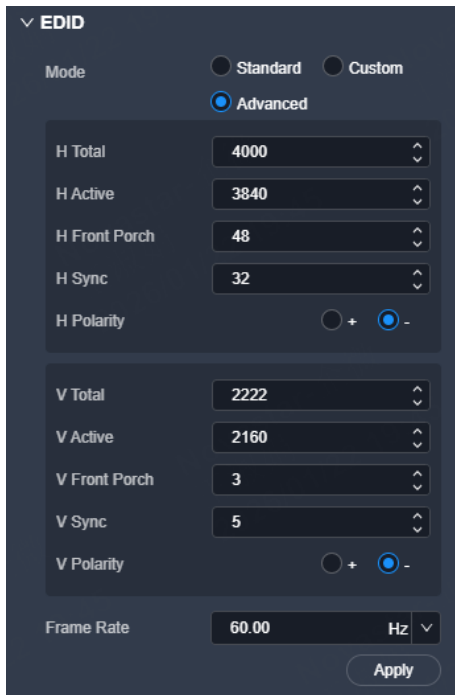 EDID
Mode Standard Custom
Advanced
H Total 4000
H Active 3840
H Front Porch 48
H Sync 32
H Polarity + -
V Total 2222
V Active 2160
V Front Porch 3
V Sync 5
V Polarity + -
Frame Rate 60.00 Hz
Apply